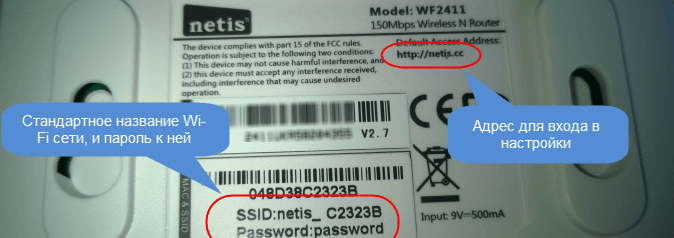 netis
Model: WF2411
150Mbps Wireless N Router
The device complies with part 15 of the FCC rules.
Operation is subject to the following two conditions:
(1) This device may not cause harmful interference, and
(2) this device must accept any interference received,
including interference that may cause undesired
operation.
Default Access Address:
http://netis.cc
Стандартное название Wi-
Fi сети, и пароль к ней
Адрес для входа в
настройки
V2.7
CE
MAC & SSID
048D38C2323B
SSID:netis_ C2323B
Password:password
Input: 9V⎓500mA